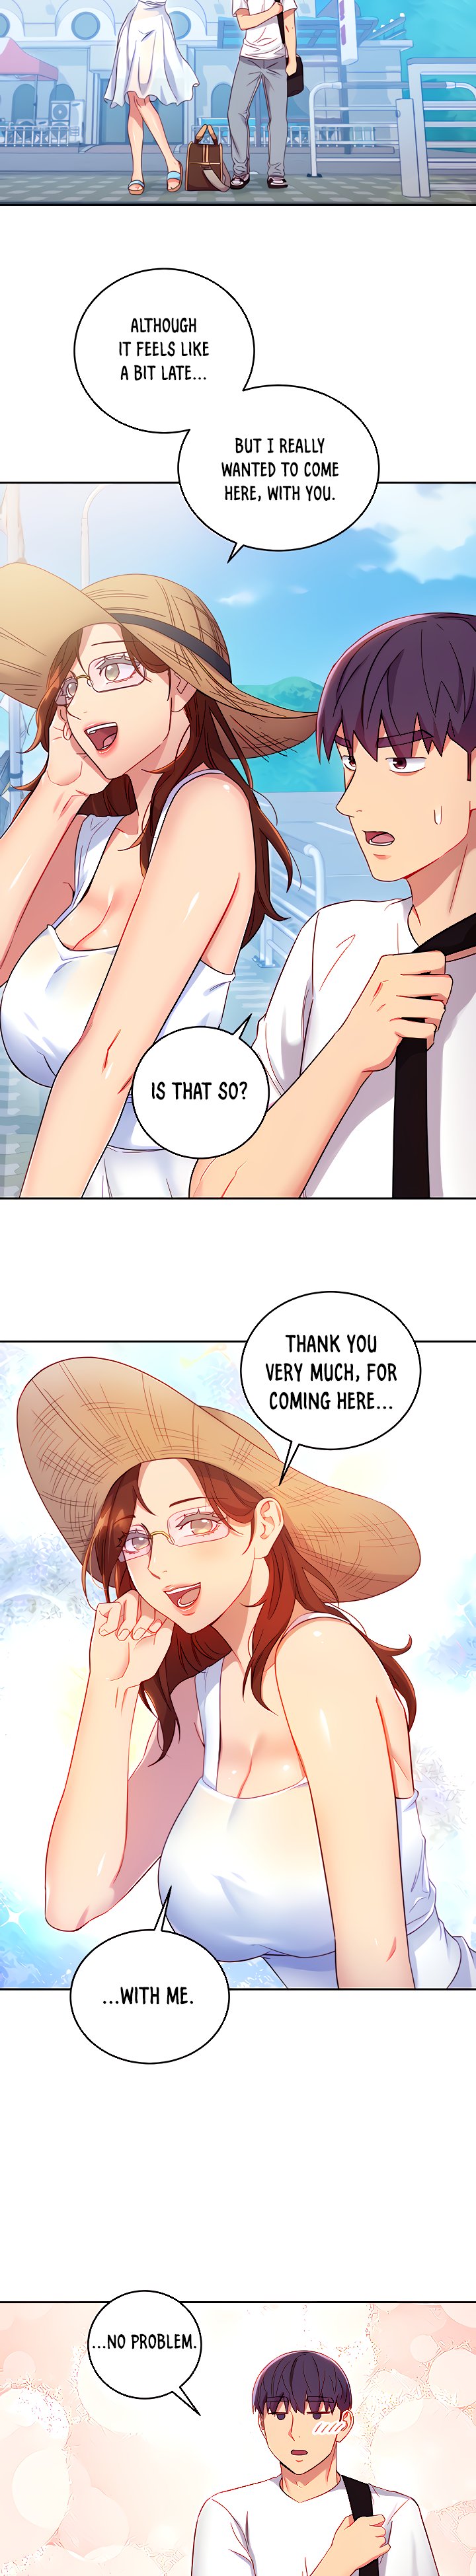 ALTHOUGH
IT FEELS LIKE
A BIT LATE...
BUT I REALLY
WANTED TO COME
HERE, WITH YOU.
IS THAT SO?
THANK YOU
VERY MUCH, FOR
COMING HERE...
...WITH ME.
...NO PROBLEM.